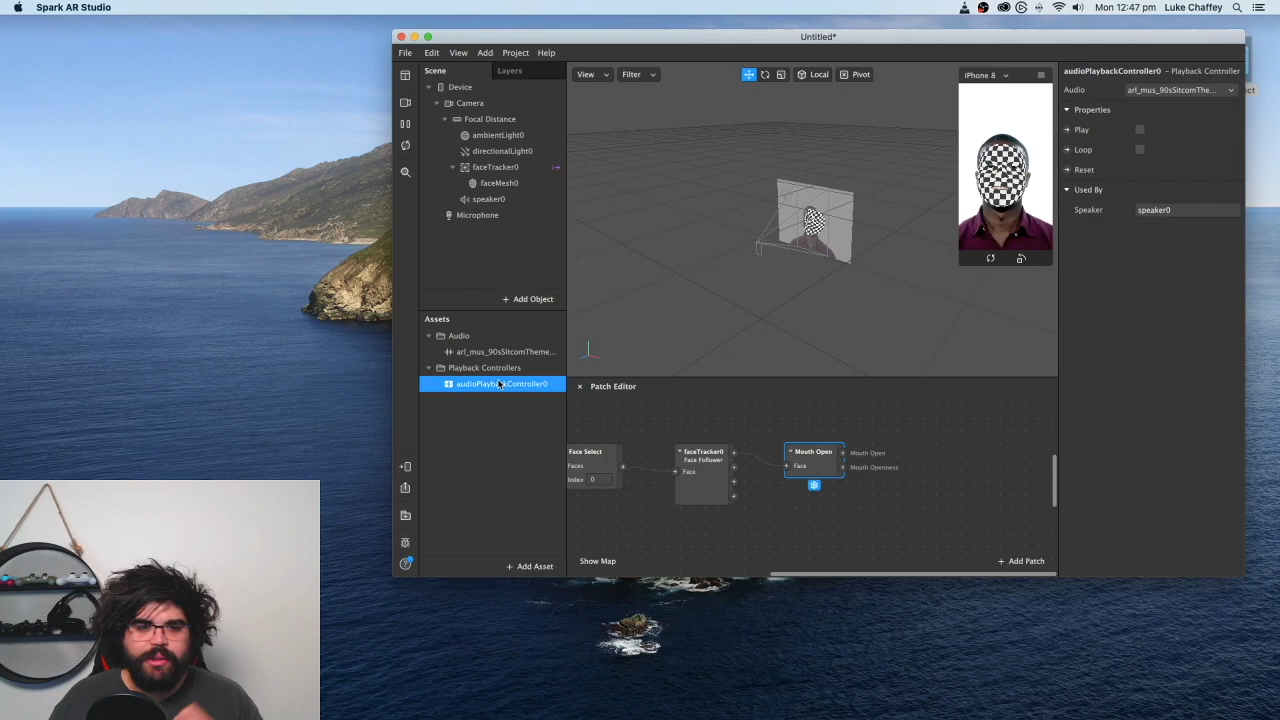 Spark AR Studio
Mon 12:47 pm
Luke Chaffey
Untitled*
File
Edit
View
Add
Project
Help
Scene
Layers
Device
Camera
Focal Distance
ambientLight0
directionalLight0
faceTracker0
faceMesh0
speaker0
Microphone
+ Add Object
Assets
Audio
arl_mus_90sSitcomTheme...
Playback Controllers
audioPlaybackController0
+ Add Asset
View
Filter
Local
Pivot
iPhone 8
Patch Editor
Face Select
Faces
Index 0
faceTracker0
Face Follower
Face
Mouth Open
Face
Mouth Open
Mouth Openness
Show Map
+ Add Patch
audioPlaybackController0 - Playback Controller
Audio
arl_mus_90sSitcomThe...
Properties
Play
Loop
Reset
Used By
Speaker
speaker0